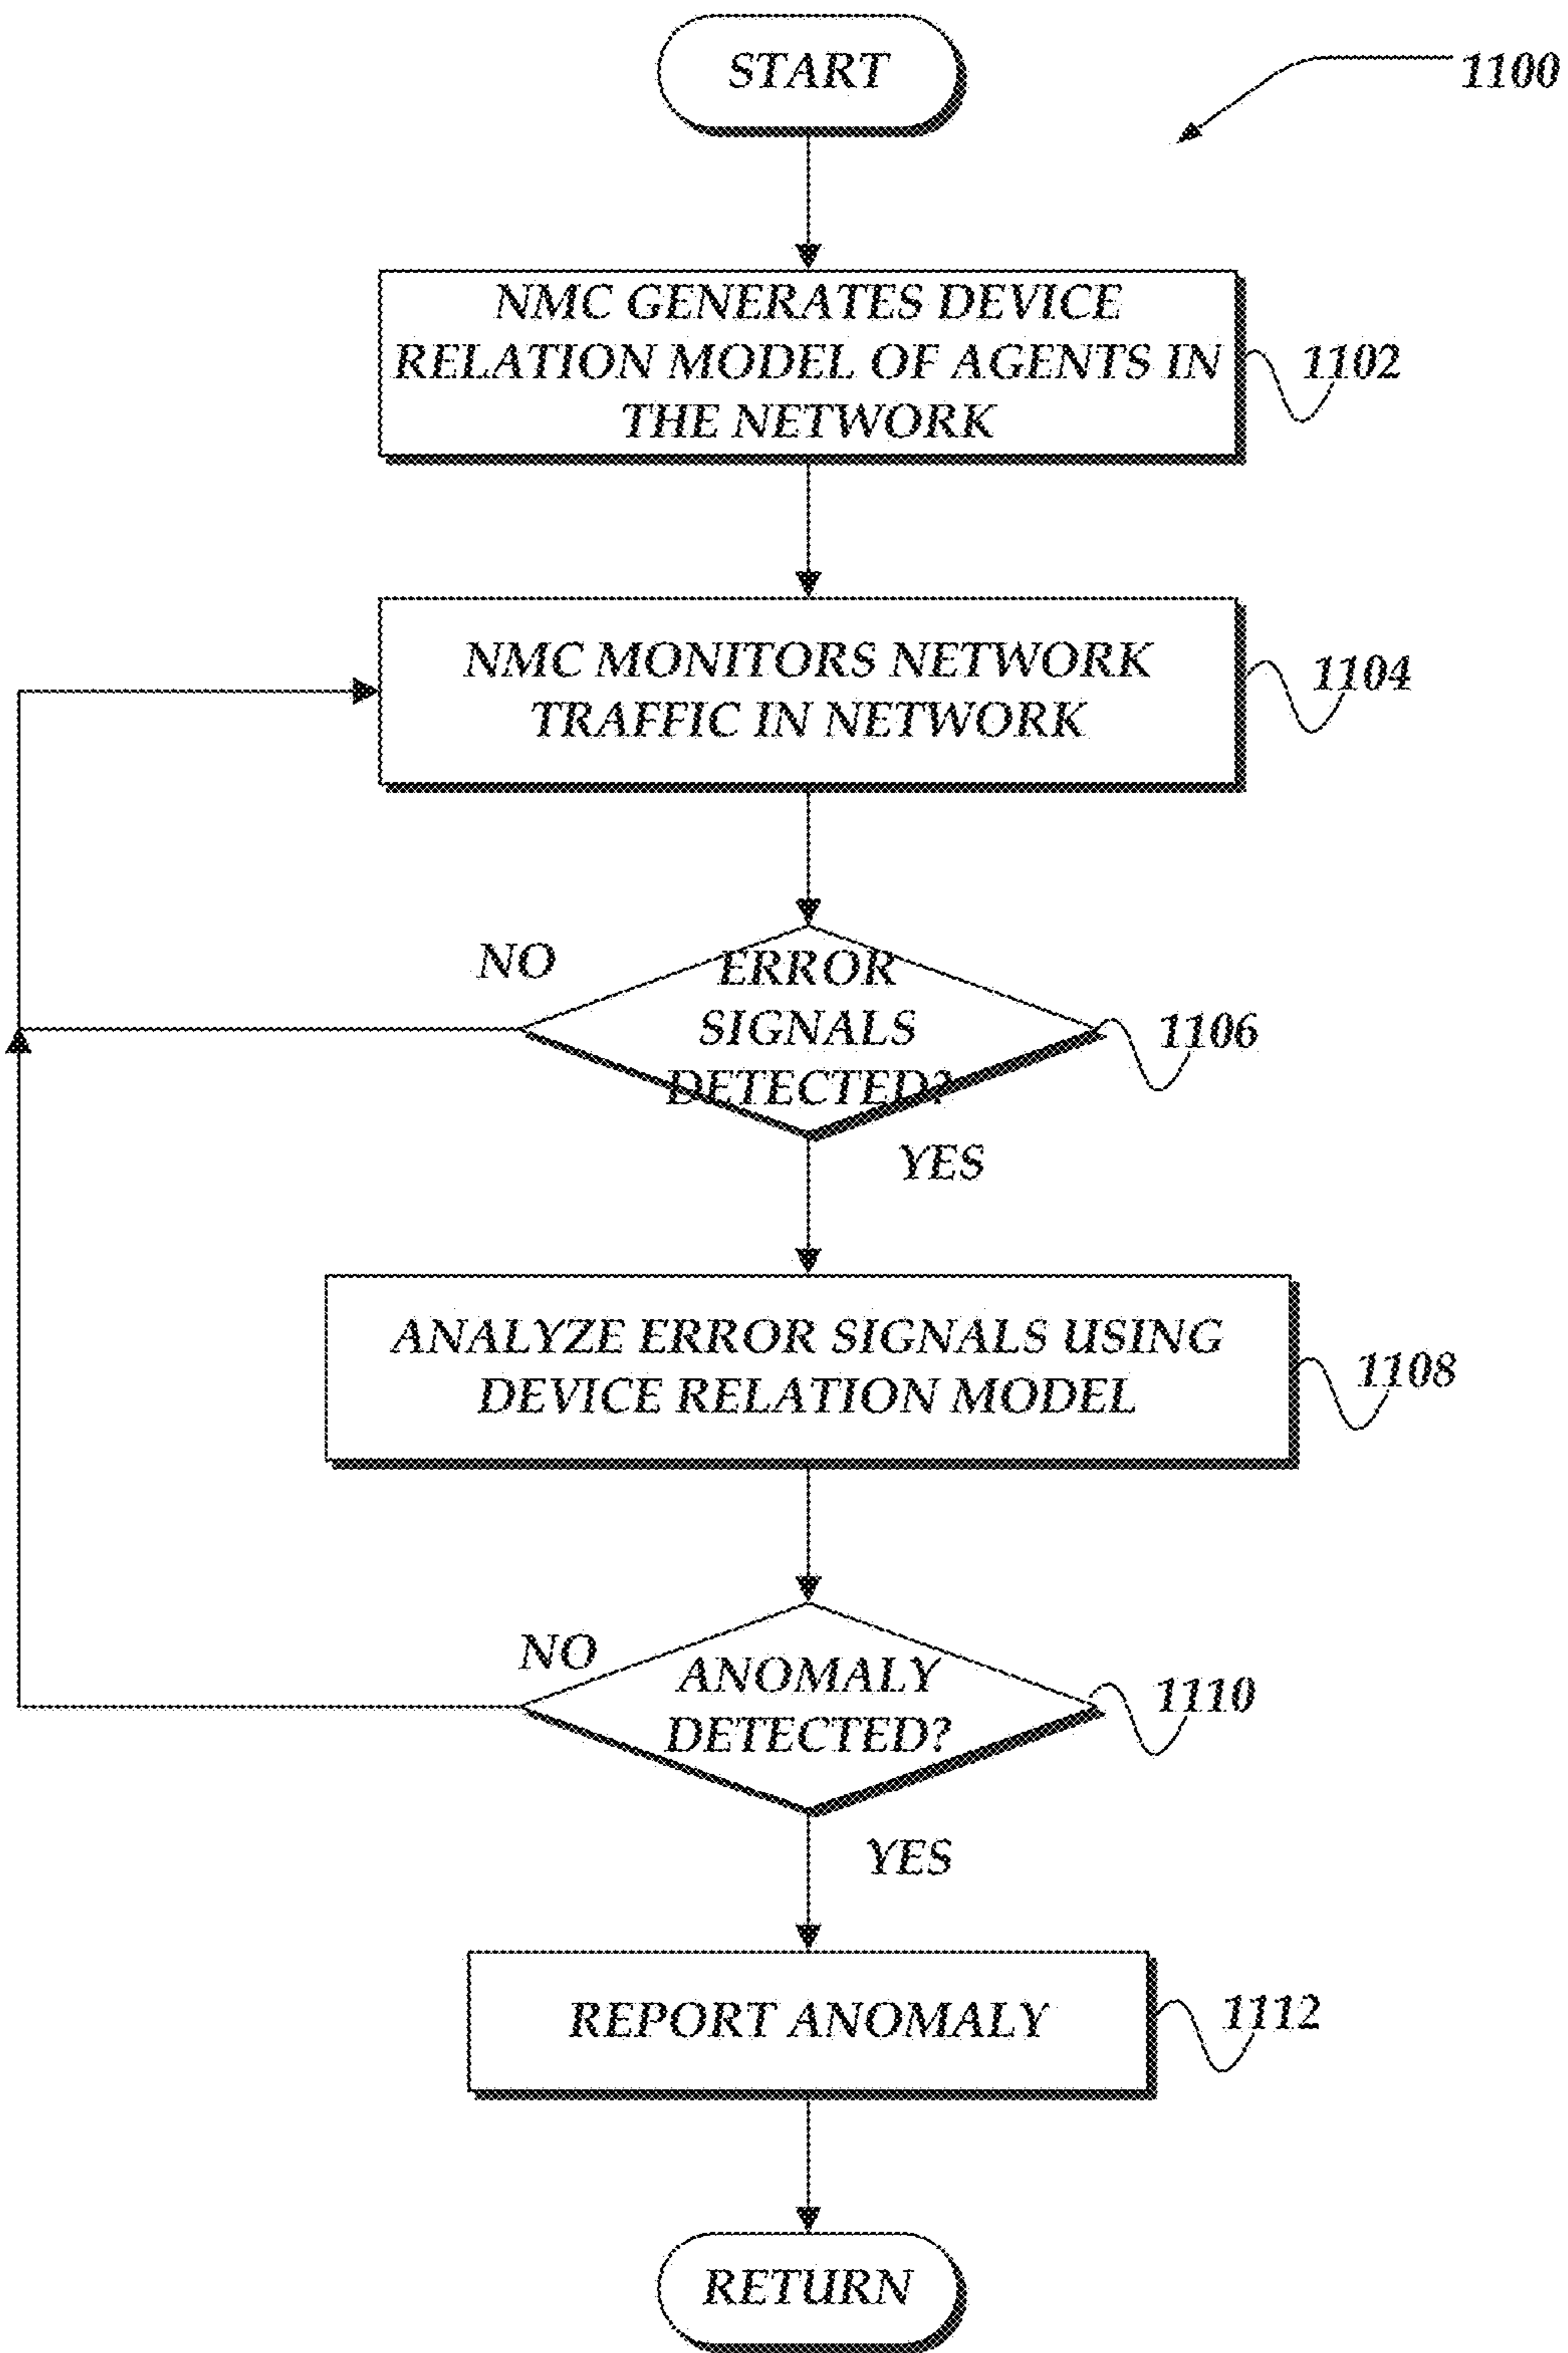 START
1100
NMC GENERATES DEVICE
RELATION MODEL OF AGENTS IN
THE NETWORK
1102
NMC MONITORS NETWORK
TRAFFIC IN NETWORK
1104
NO
ERROR
SIGNALS
DETECTED?
1106
YES
ANALYZE ERROR SIGNALS USING
DEVICE RELATION MODEL
1108
NO
ANOMALY
DETECTED?
1110
YES
REPORT ANOMALY
1112
RETURN